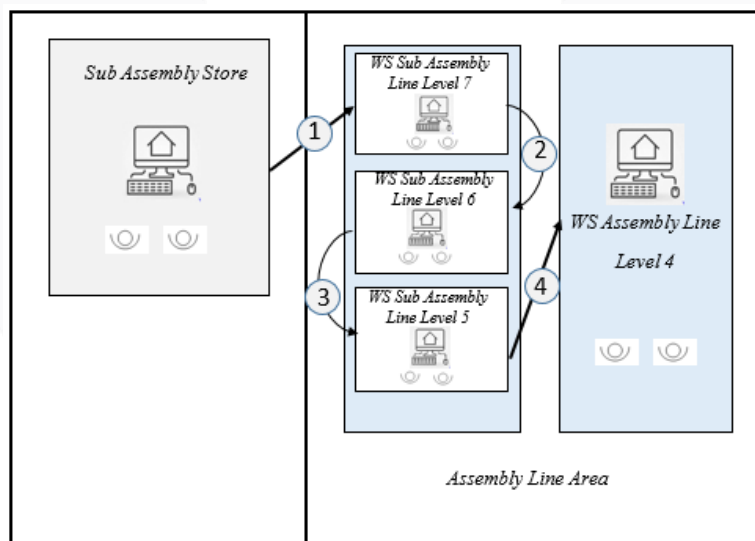 Sub Assembly Store
1
WS Sub Assembly
Line Level 7
2
WS Sub Assembly
Line Level 6
3
WS Sub Assembly
Line Level 5
4
WS Assembly Line
Level 4
Assembly Line Area